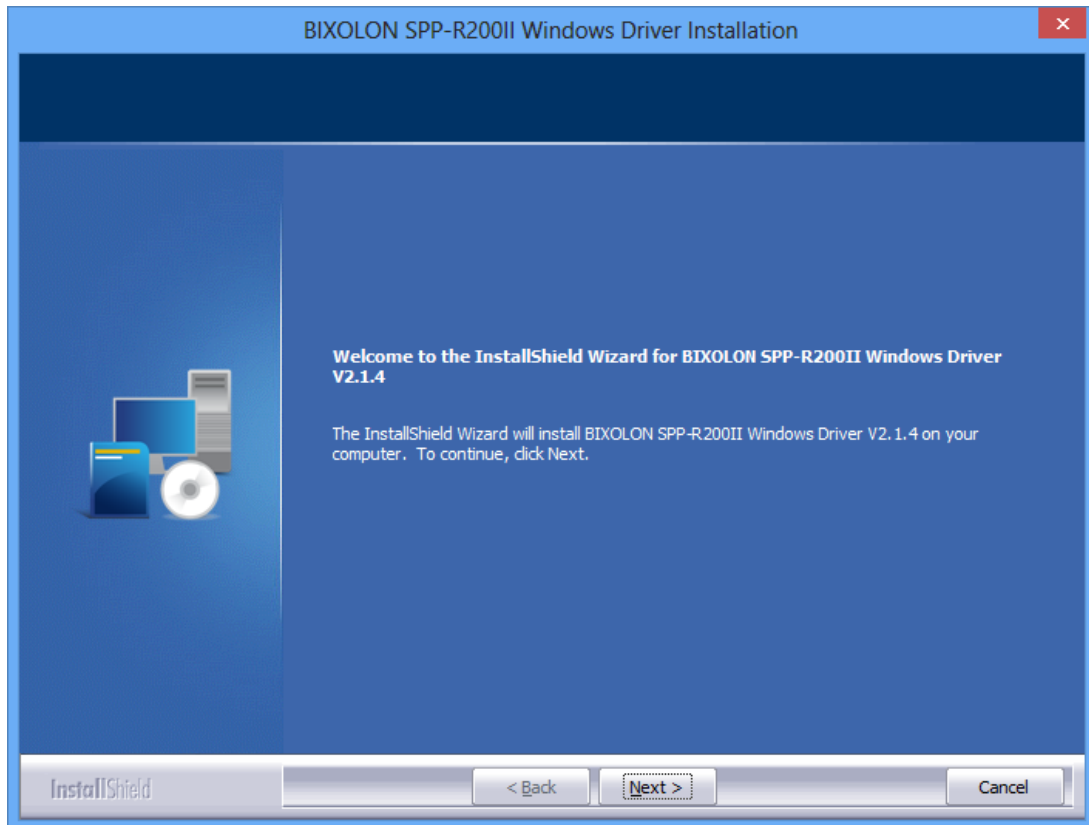 BIXOLON SPP-R200II Windows Driver Installation
Welcome to the InstallShield Wizard for BIXOLON SPP-R200II Windows Driver
V2.1.4
The InstallShield Wizard will install BIXOLON SPP-R200II Windows Driver V2.1.4 on your
computer. To continue, click Next.
InstallShield
< Back
Next >
Cancel